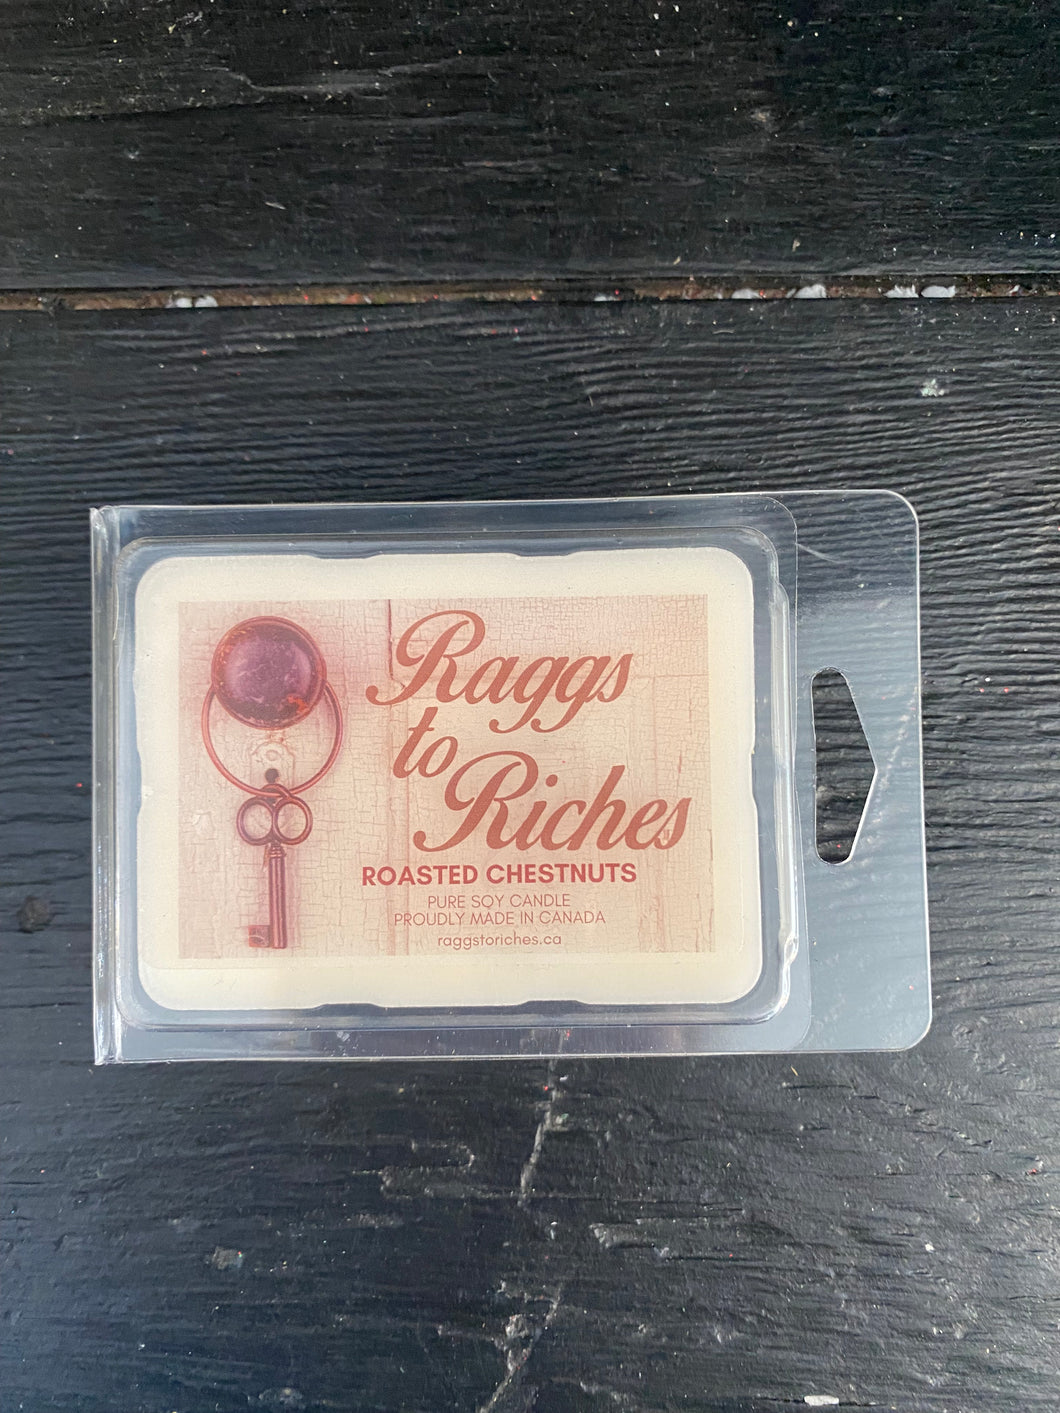 Raggs
to
Riches
ROASTED CHESTNUTS
PURE SOY CANDLE
PROUDLY MADE IN CANADA
raggstoriches.ca